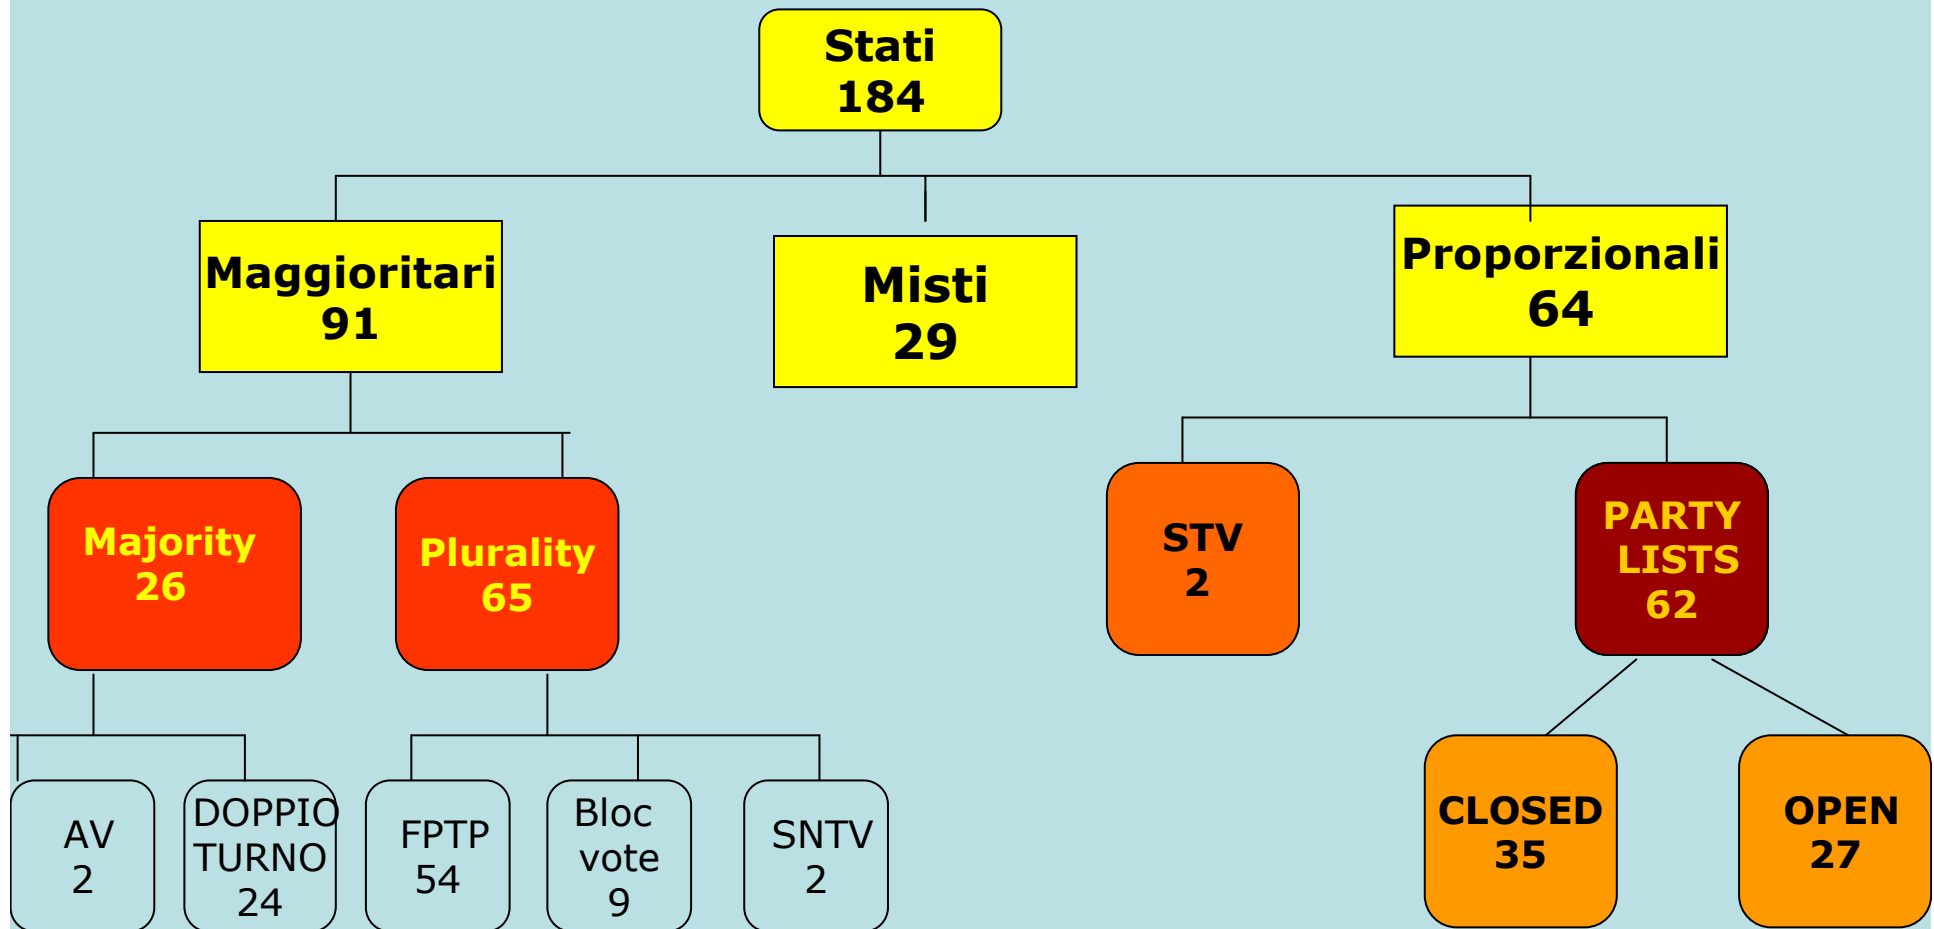 Stati
184
Maggioritari
91
Misti
29
Proporzionali
64
Majority
26
Plurality
65
STV
2
PARTY
LISTS
62
AV
2
DOPPIO
TURNO
24
FPTP
54
Bloc
vote
9
SNTV
2
CLOSED
35
OPEN
27